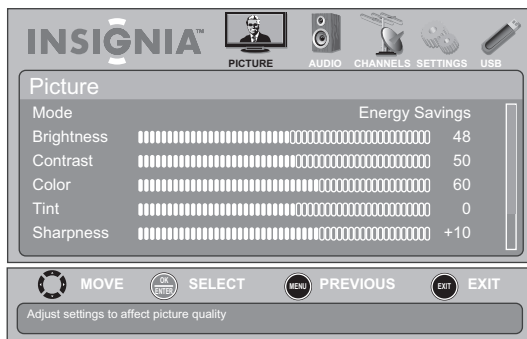 INSIGNIA™
PICTURE AUDIO CHANNELS SETTINGS USB
Picture
Mode Energy Savings
Brightness 48
Contrast 50
Color 60
Tint 0
Sharpness +10
MOVE OK ENTER SELECT MENU PREVIOUS EXIT EXIT
Adjust settings to affect picture quality